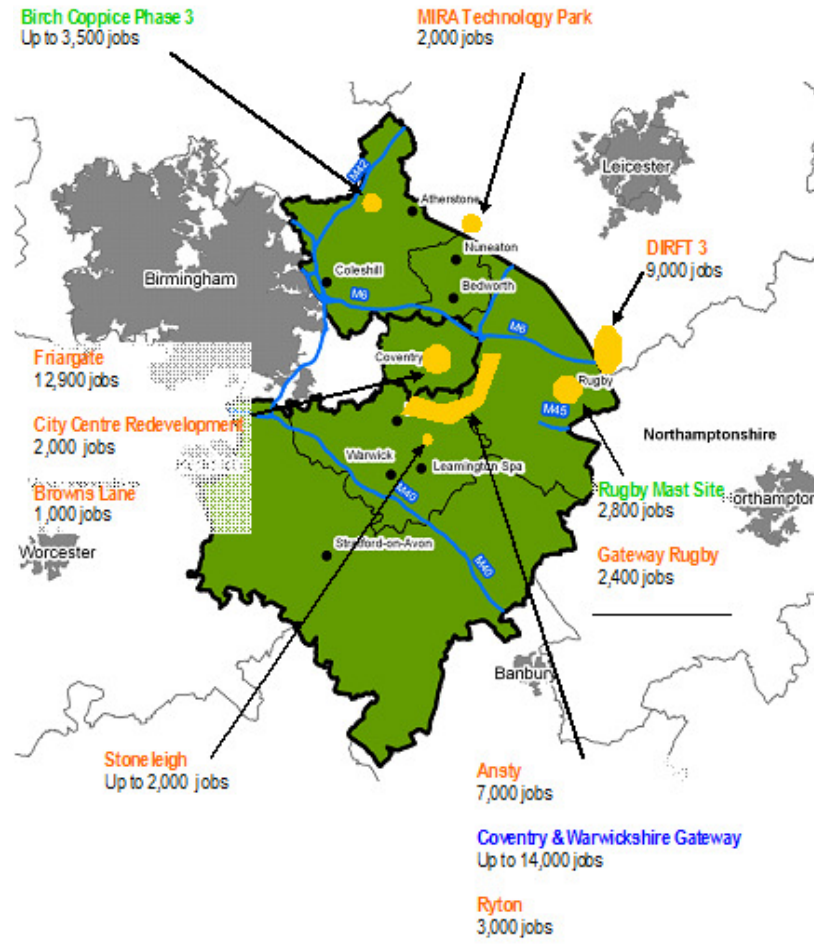 Birch Coppice Phase 3
Up to 3,500 jobs
MIRA Technology Park
2,000 jobs
M42
Leicester
Atherstone
DIRFT 3
9,000 jobs
Nuneaton
Birmingham
Coleshill
Bedworth
M6
M6
Friargate
12,900 jobs
Coventry
Rugby
M45
City Centre Redevelopment
2,000 jobs
Northamptonshire
Warwick
Leamington Spa
Browns Lane
1,000 jobs
M40
Rugby Mast Site
2,800 jobs
orthampton
Worcester
Stratford-on-Avon
Gateway Rugby
2,400 jobs
M40
Banbury
Stoneleigh
Up to 2,000 jobs
Ansty
7,000 jobs
Coventry & Warwickshire Gateway
Up to 14,000 jobs
Ryton
3,000 jobs